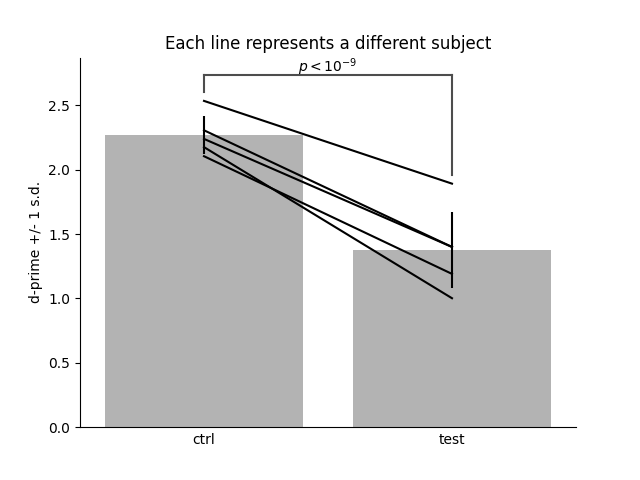 Each line represents a different subject
p < 10⁻⁹
d-prime +/- 1 s.d.
2.5
2.0
1.5
1.0
0.5
0.0
ctrl test